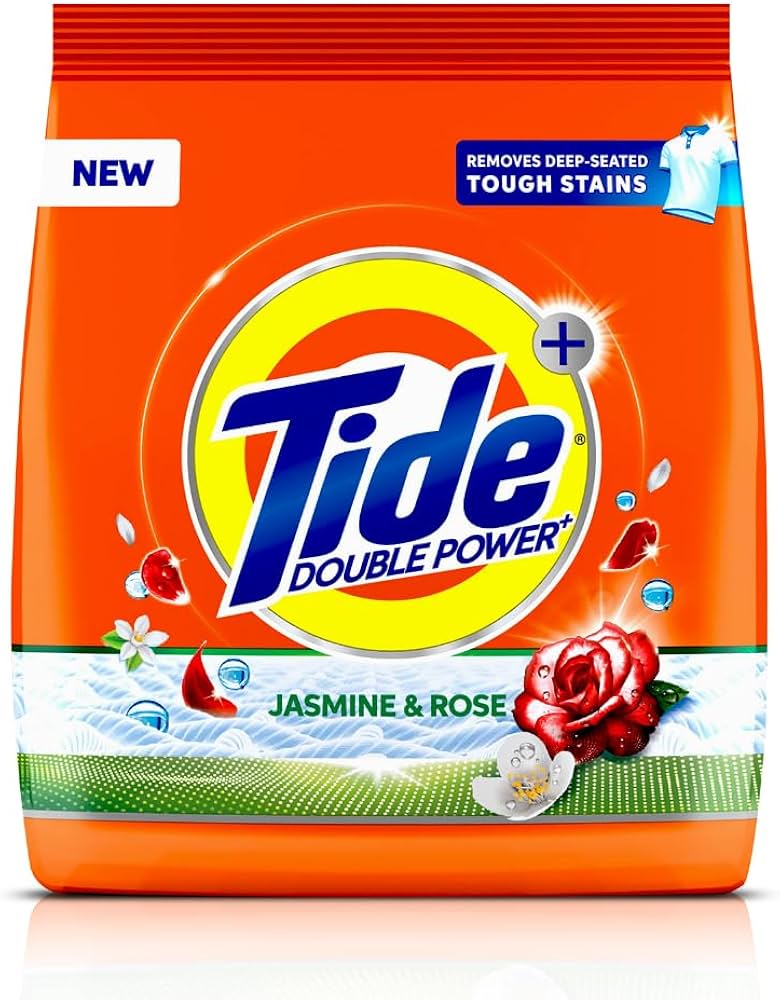 NEW
REMOVES DEEP-SEATED
TOUGH STAINS
+
Tide®
DOUBLE POWER+
JASMINE & ROSE